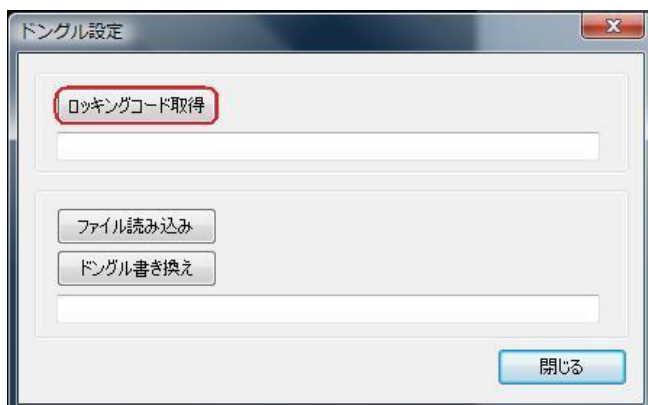 ドングル設定
ロッキングコード取得
ファイル読み込み
ドングル書き換え
閉じる